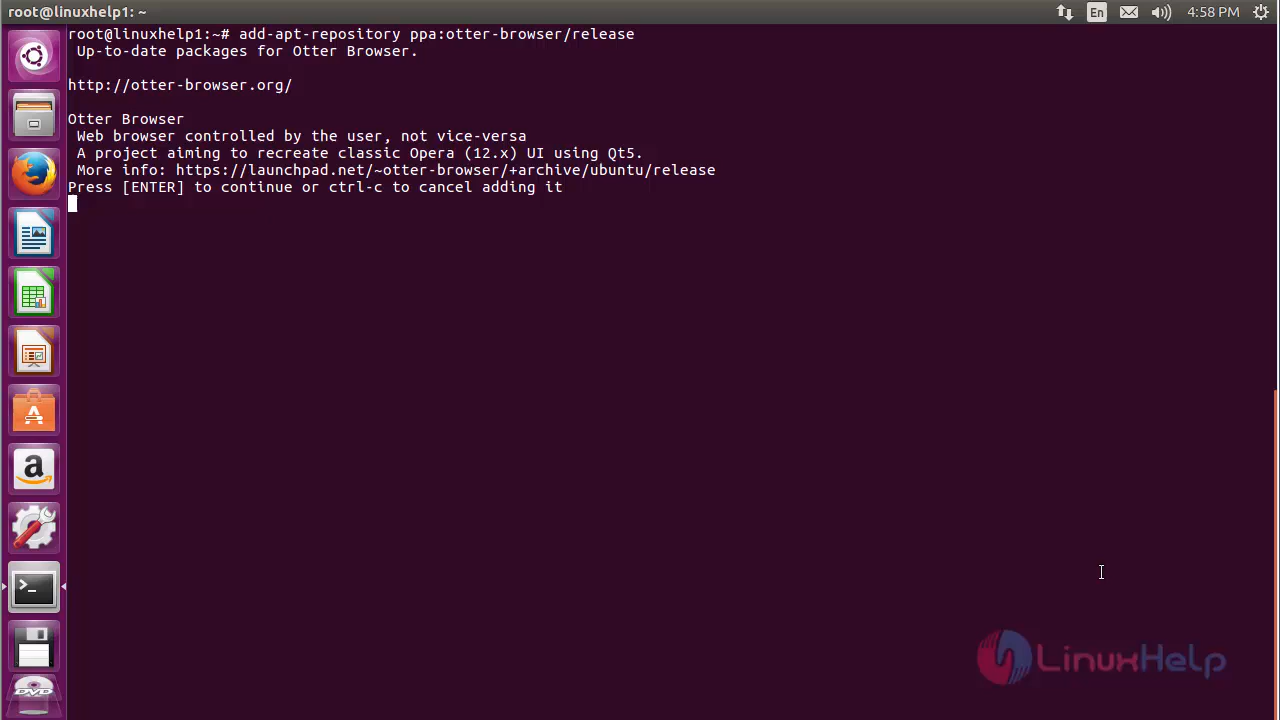 root@linuxhelp1: ~
En
4:58 PM
root@linuxhelp1:~# add-apt-repository ppa:otter-browser/release
Up-to-date packages for Otter Browser.
http://otter-browser.org/
Otter Browser
Web browser controlled by the user, not vice-versa
A project aiming to recreate classic Opera (12.x) UI using Qt5.
More info: https://launchpad.net/~otter-browser/+archive/ubuntu/release
Press [ENTER] to continue or ctrl-c to cancel adding it
a
>_
DVD
LinuxHelp